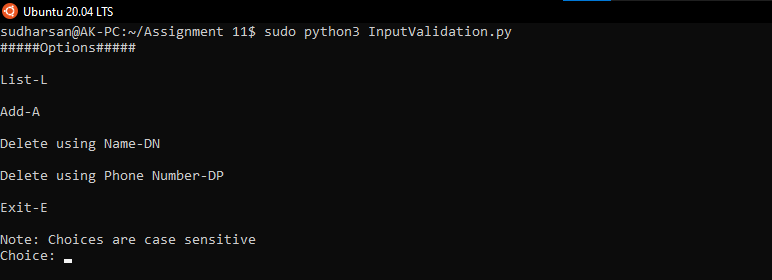 Ubuntu 20.04 LTS
sudharsan@AK-PC:~/Assignment 11$ sudo python3 InputValidation.py
#####Options#####
List-L
Add-A
Delete using Name-DN
Delete using Phone Number-DP
Exit-E
Note: Choices are case sensitive
Choice: